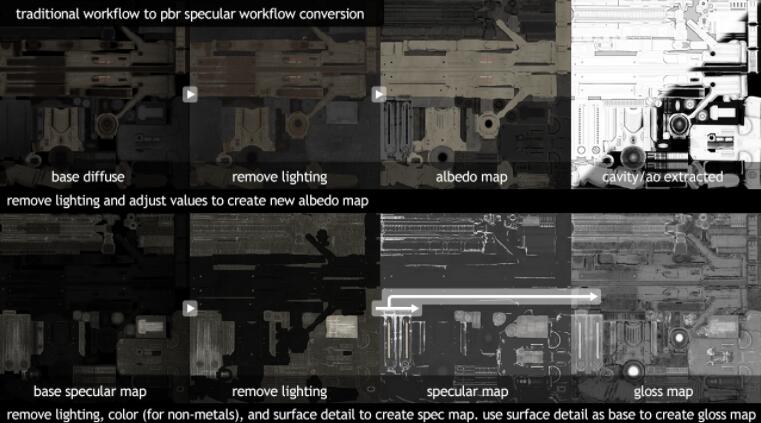 traditional workflow to pbr specular workflow conversion
base diffuse
remove lighting
albedo map
cavity/ao extracted
remove lighting and adjust values to create new albedo map
base specular map
remove lighting
specular map
gloss map
remove lighting, color (for non-metals), and surface detail to create spec map. use surface detail as base to create gloss map